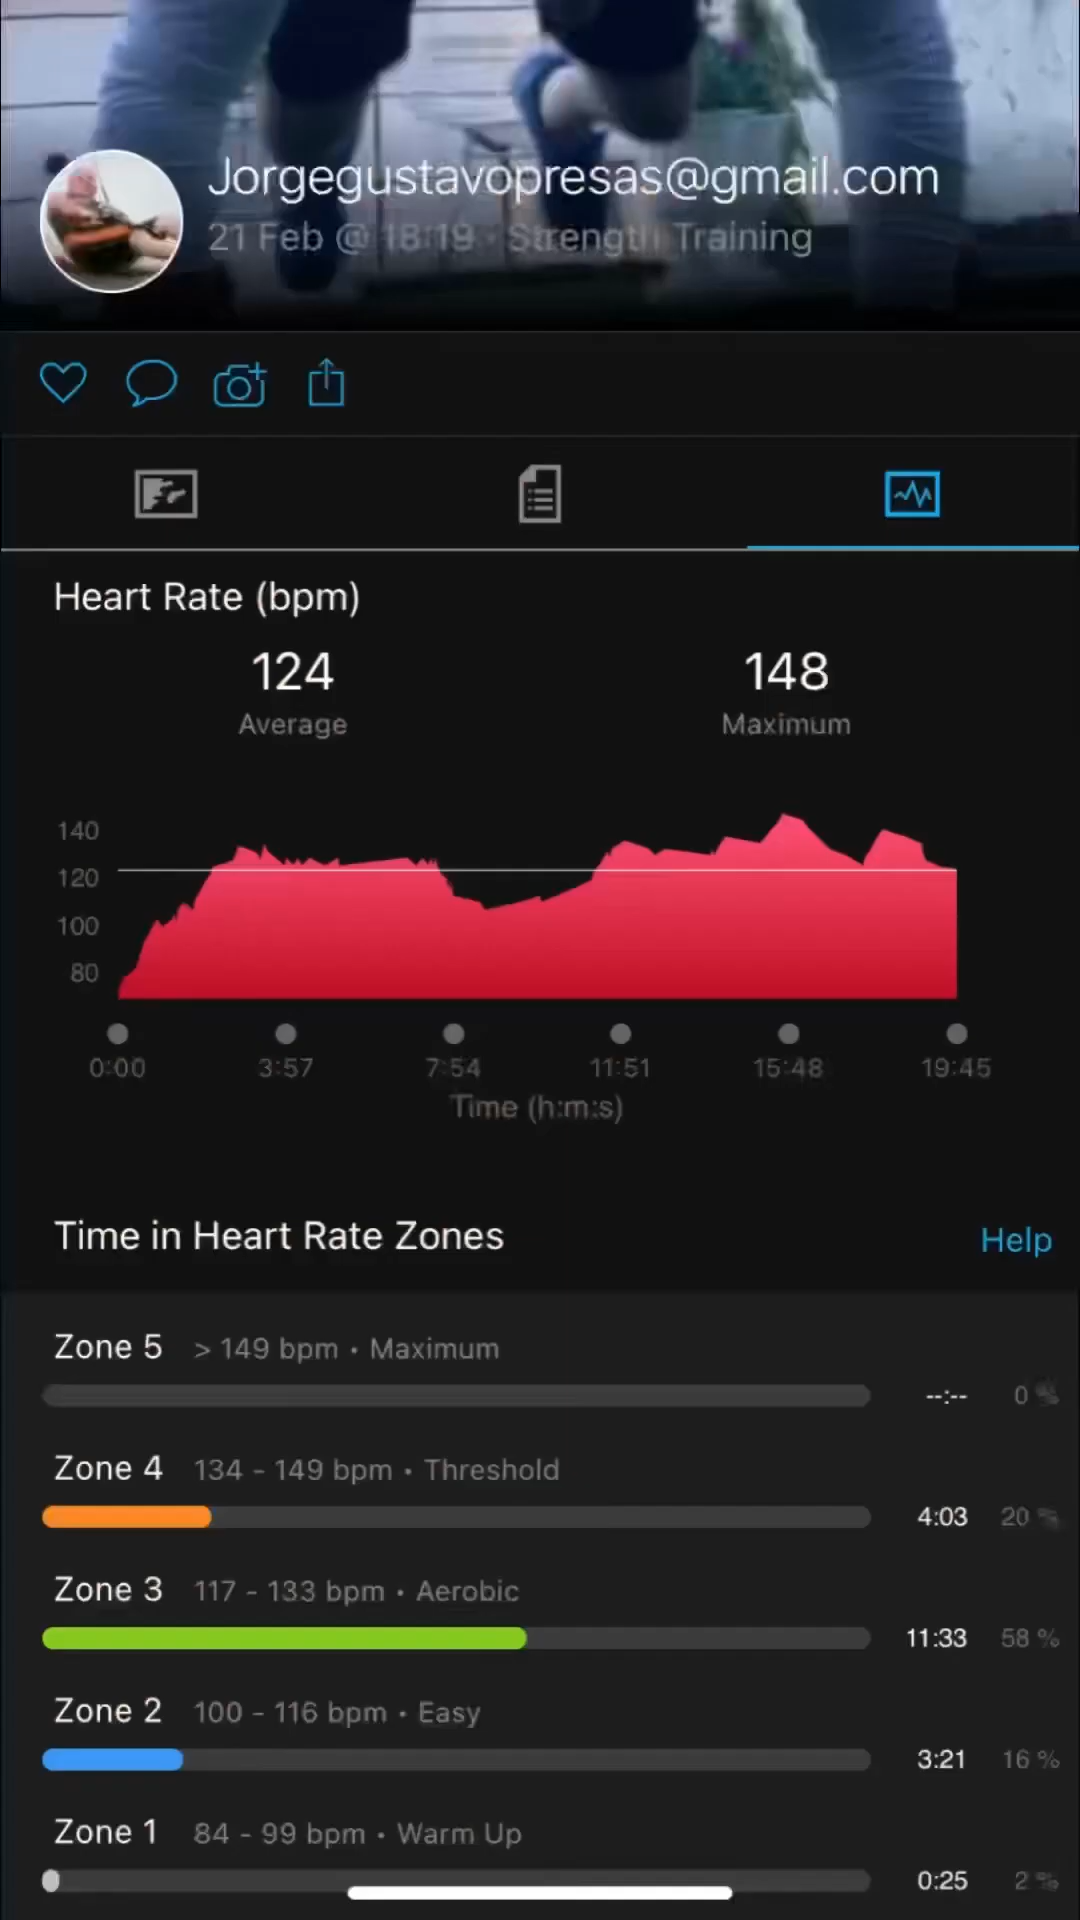 Jorgegustavopresas@gmail.com
21 Feb @ 18:19 · Strength Training
Heart Rate (bpm)
124 148
Average Maximum
140
120
100
80
0:00 3:57 7:54 11:51 15:48 19:45
Time (h:m:s)
Time in Heart Rate Zones Help
Zone 5 > 149 bpm • Maximum
--:-- 0 %
Zone 4 134 - 149 bpm • Threshold
4:03 20 %
Zone 3 117 - 133 bpm • Aerobic
11:33 58 %
Zone 2 100 - 116 bpm • Easy
3:21 16 %
Zone 1 84 - 99 bpm • Warm Up
0:25 2 %